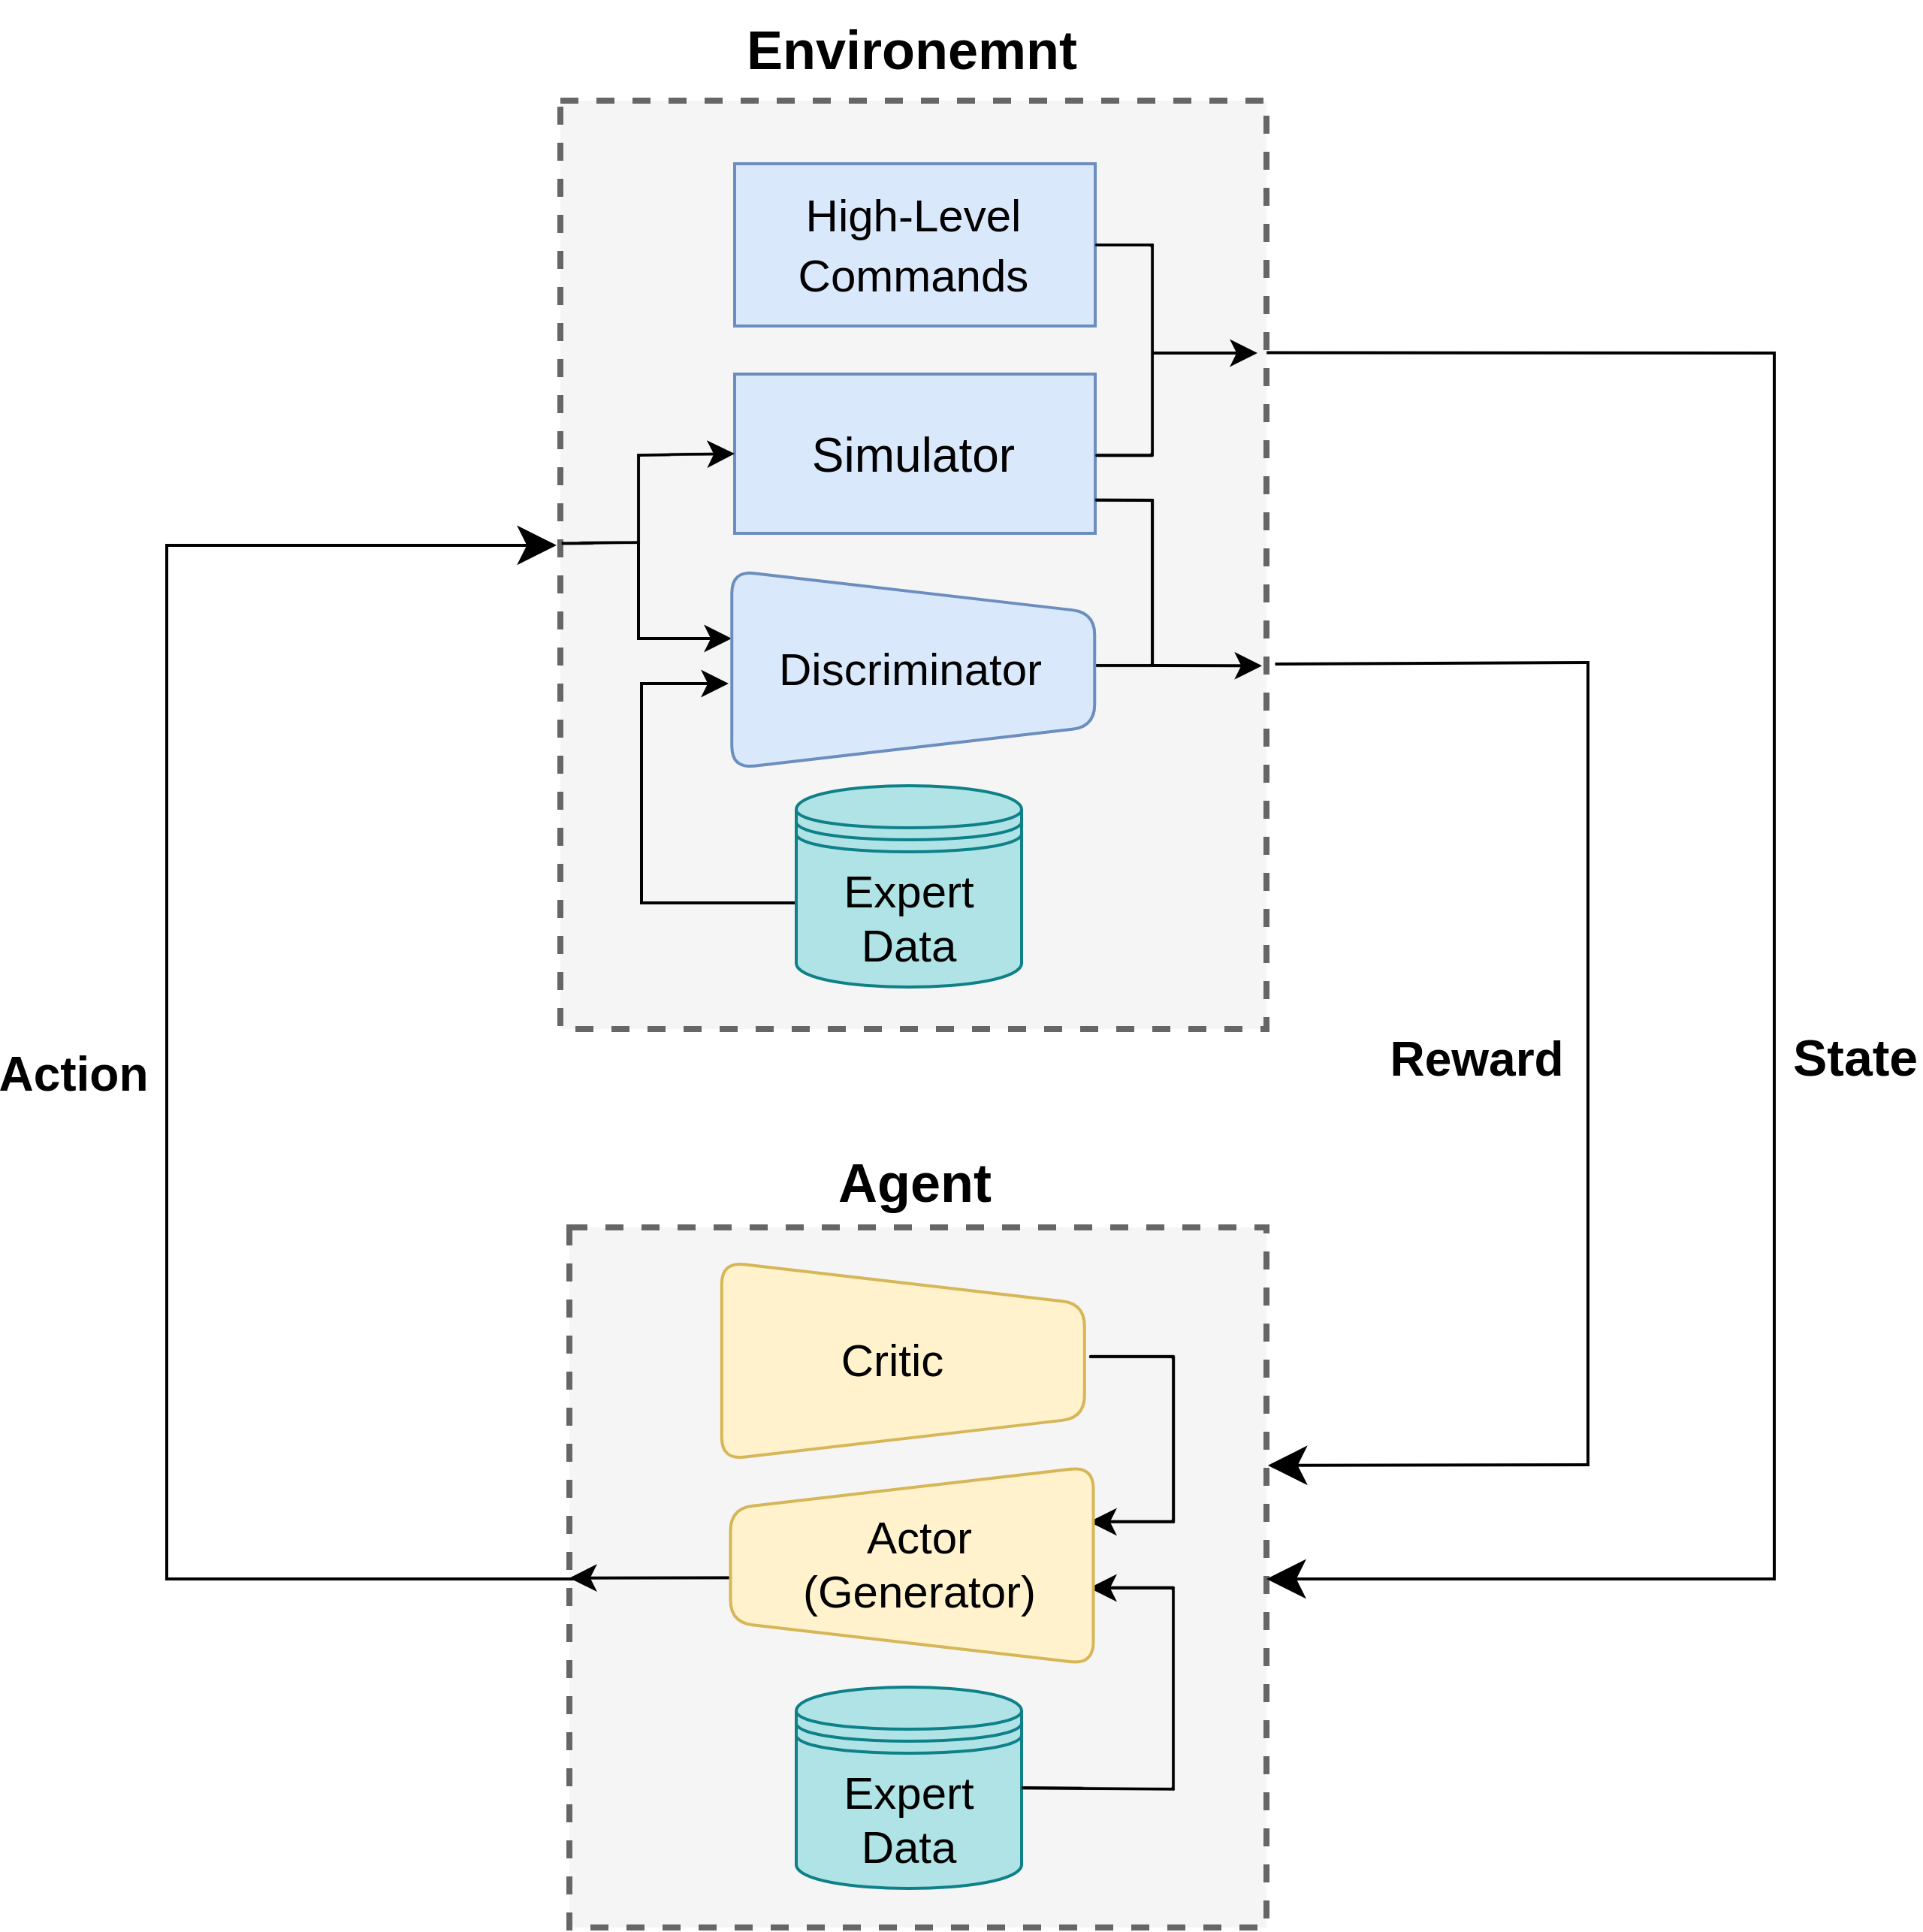 Environemnt
High-Level
Commands
Simulator
Discriminator
Expert
Data
Action
Reward
State
Agent
Critic
Actor
(Generator)
Expert
Data